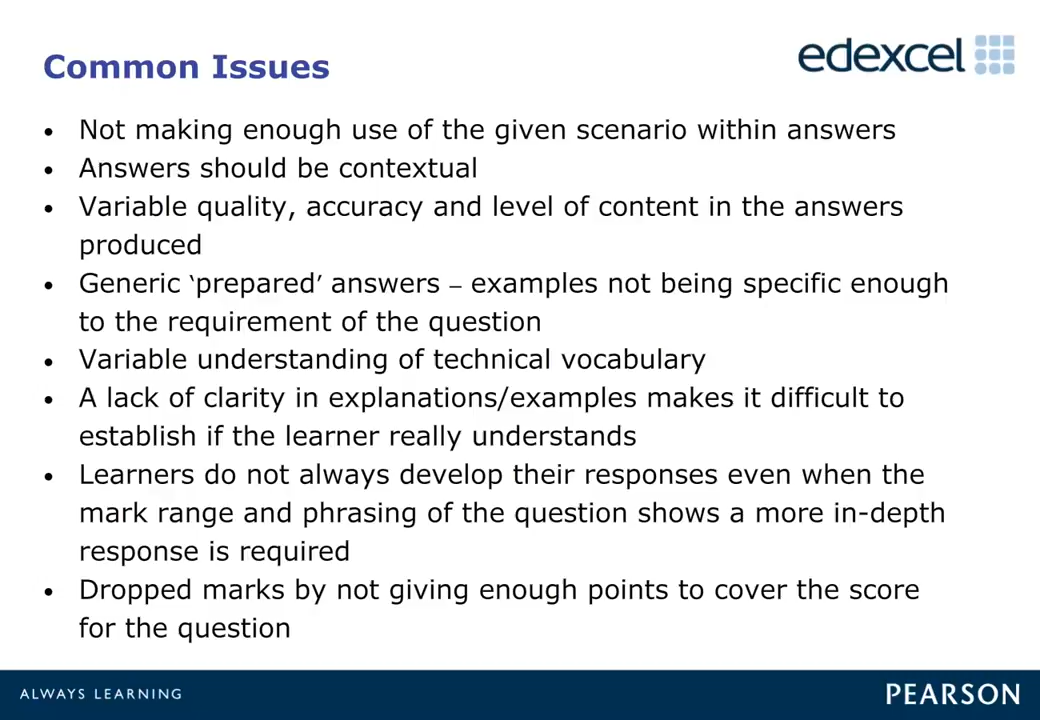 Common Issues
edexcel
• Not making enough use of the given scenario within answers
• Answers should be contextual
• Variable quality, accuracy and level of content in the answers
produced
• Generic ‘prepared’ answers – examples not being specific enough
to the requirement of the question
• Variable understanding of technical vocabulary
• A lack of clarity in explanations/examples makes it difficult to
establish if the learner really understands
• Learners do not always develop their responses even when the
mark range and phrasing of the question shows a more in-depth
response is required
• Dropped marks by not giving enough points to cover the score
for the question
ALWAYS LEARNING
PEARSON